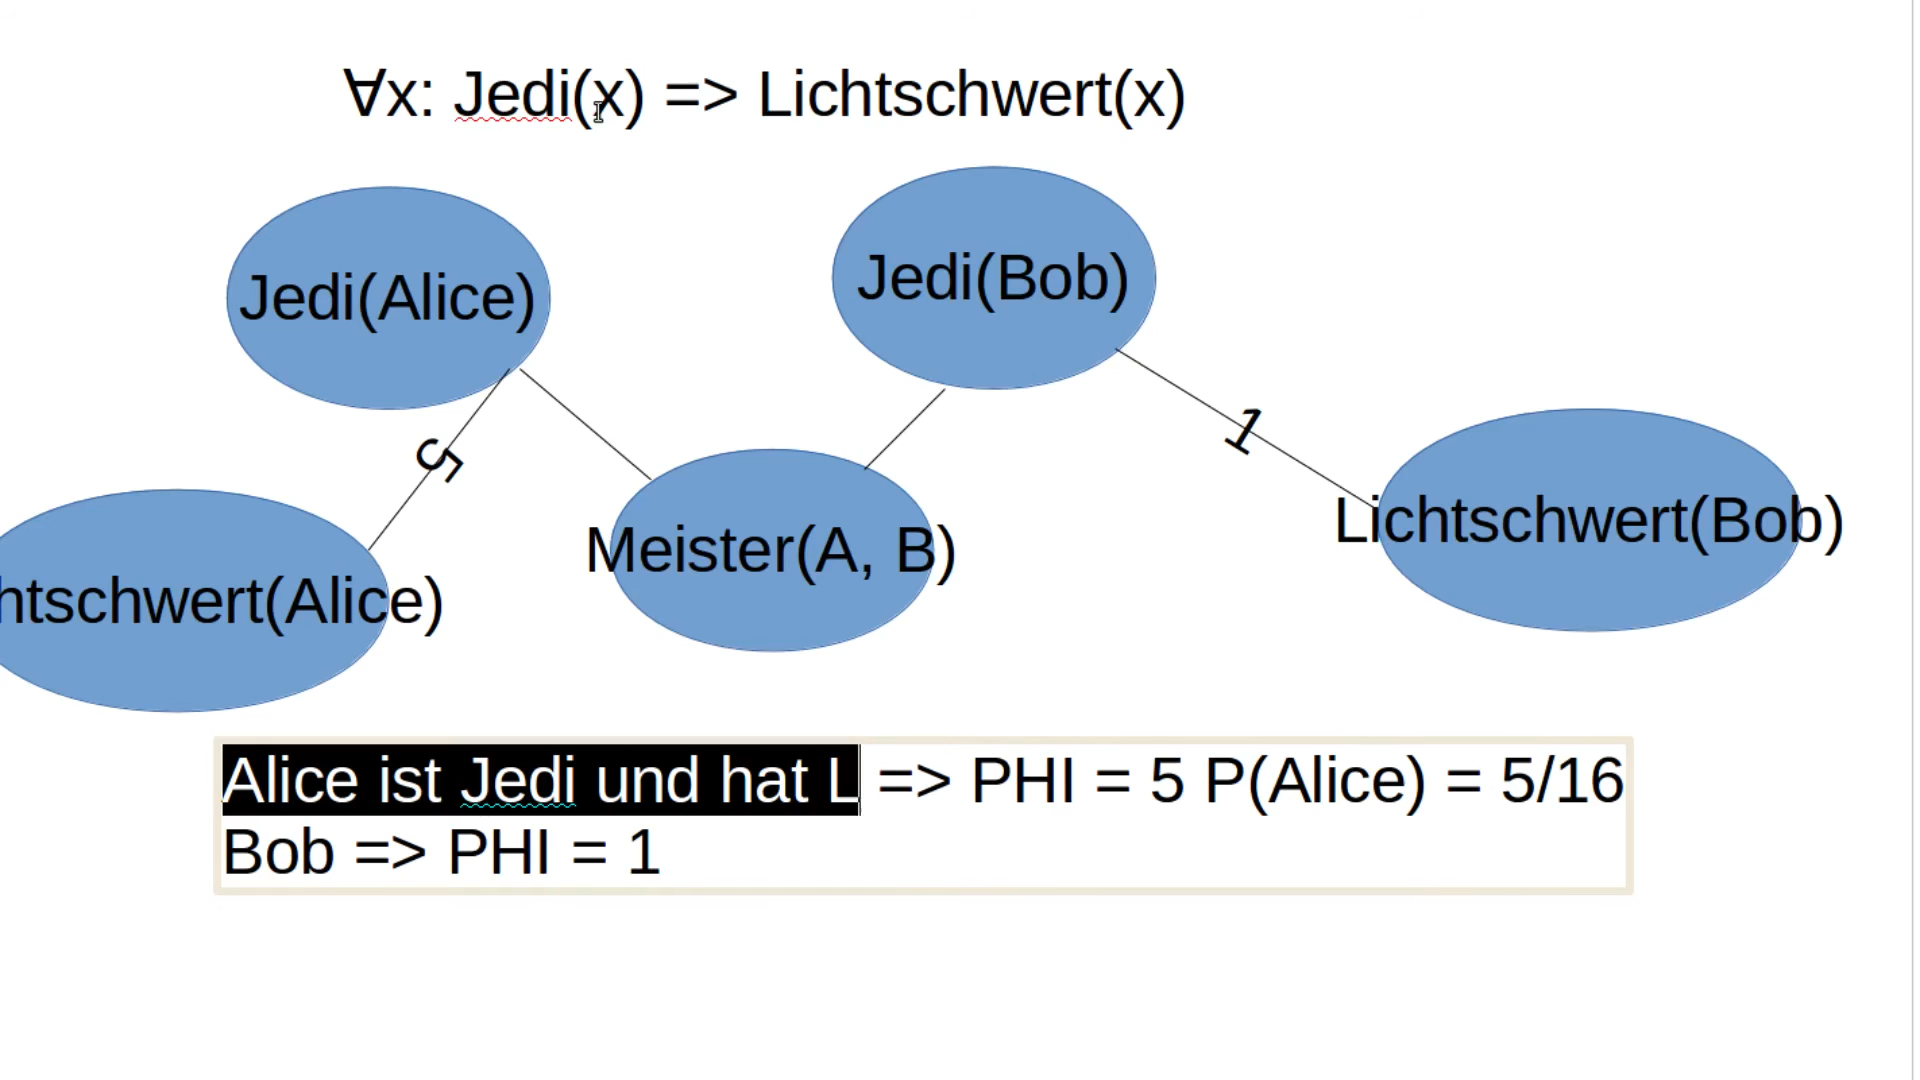 ∀x: Jedi(x) => Lichtschwert(x)
Jedi(Alice)
Jedi(Bob)
5
1
Lichtschwert(Bob)
Meister(A, B)
htschwert(Alice)
Alice ist Jedi und hat L => PHI = 5 P(Alice) = 5/16
Bob => PHI = 1